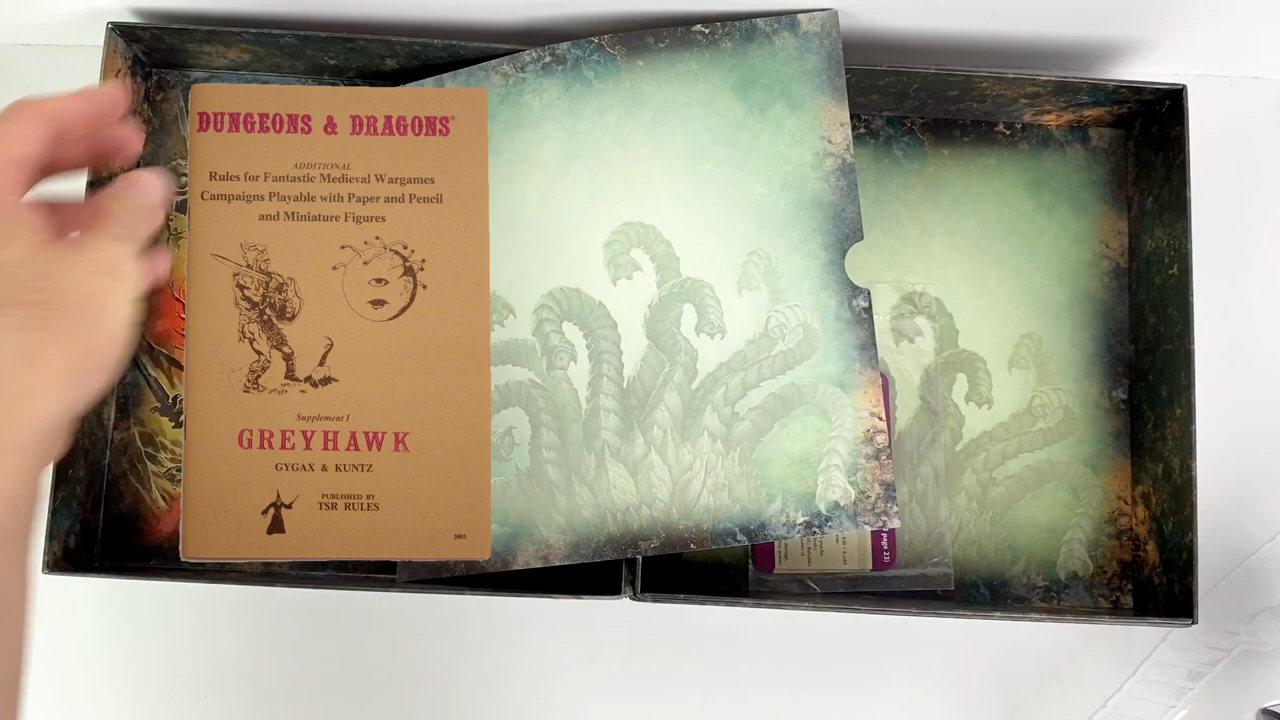 DUNGEONS & DRAGONS®
ADDITIONAL
Rules for Fantastic Medieval Wargames
Campaigns Playable with Paper and Pencil
and Miniature Figures
Supplement I
GREYHAWK
GYGAX & KUNTZ
PUBLISHED BY
TSR RULES
2003
page 23)